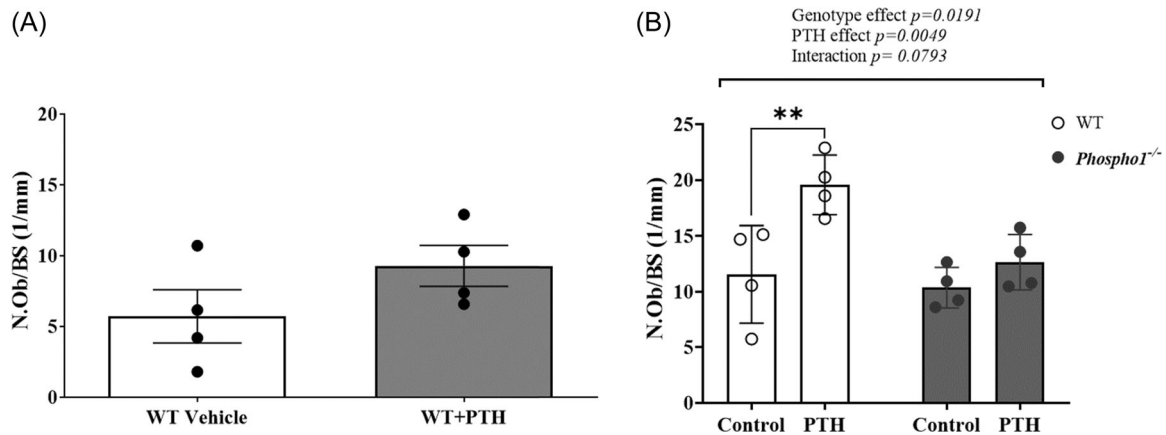 (A)
N.Ob/BS (1/mm)
20
15
10
5
0
WT Vehicle
WT+PTH
(B)
Genotype effect p=0.0191
PTH effect p=0.0049
Interaction p= 0.0793
**
WT
Phospho1-/-
N.Ob/BS (1/mm)
25
20
15
10
5
0
Control
PTH
Control
PTH